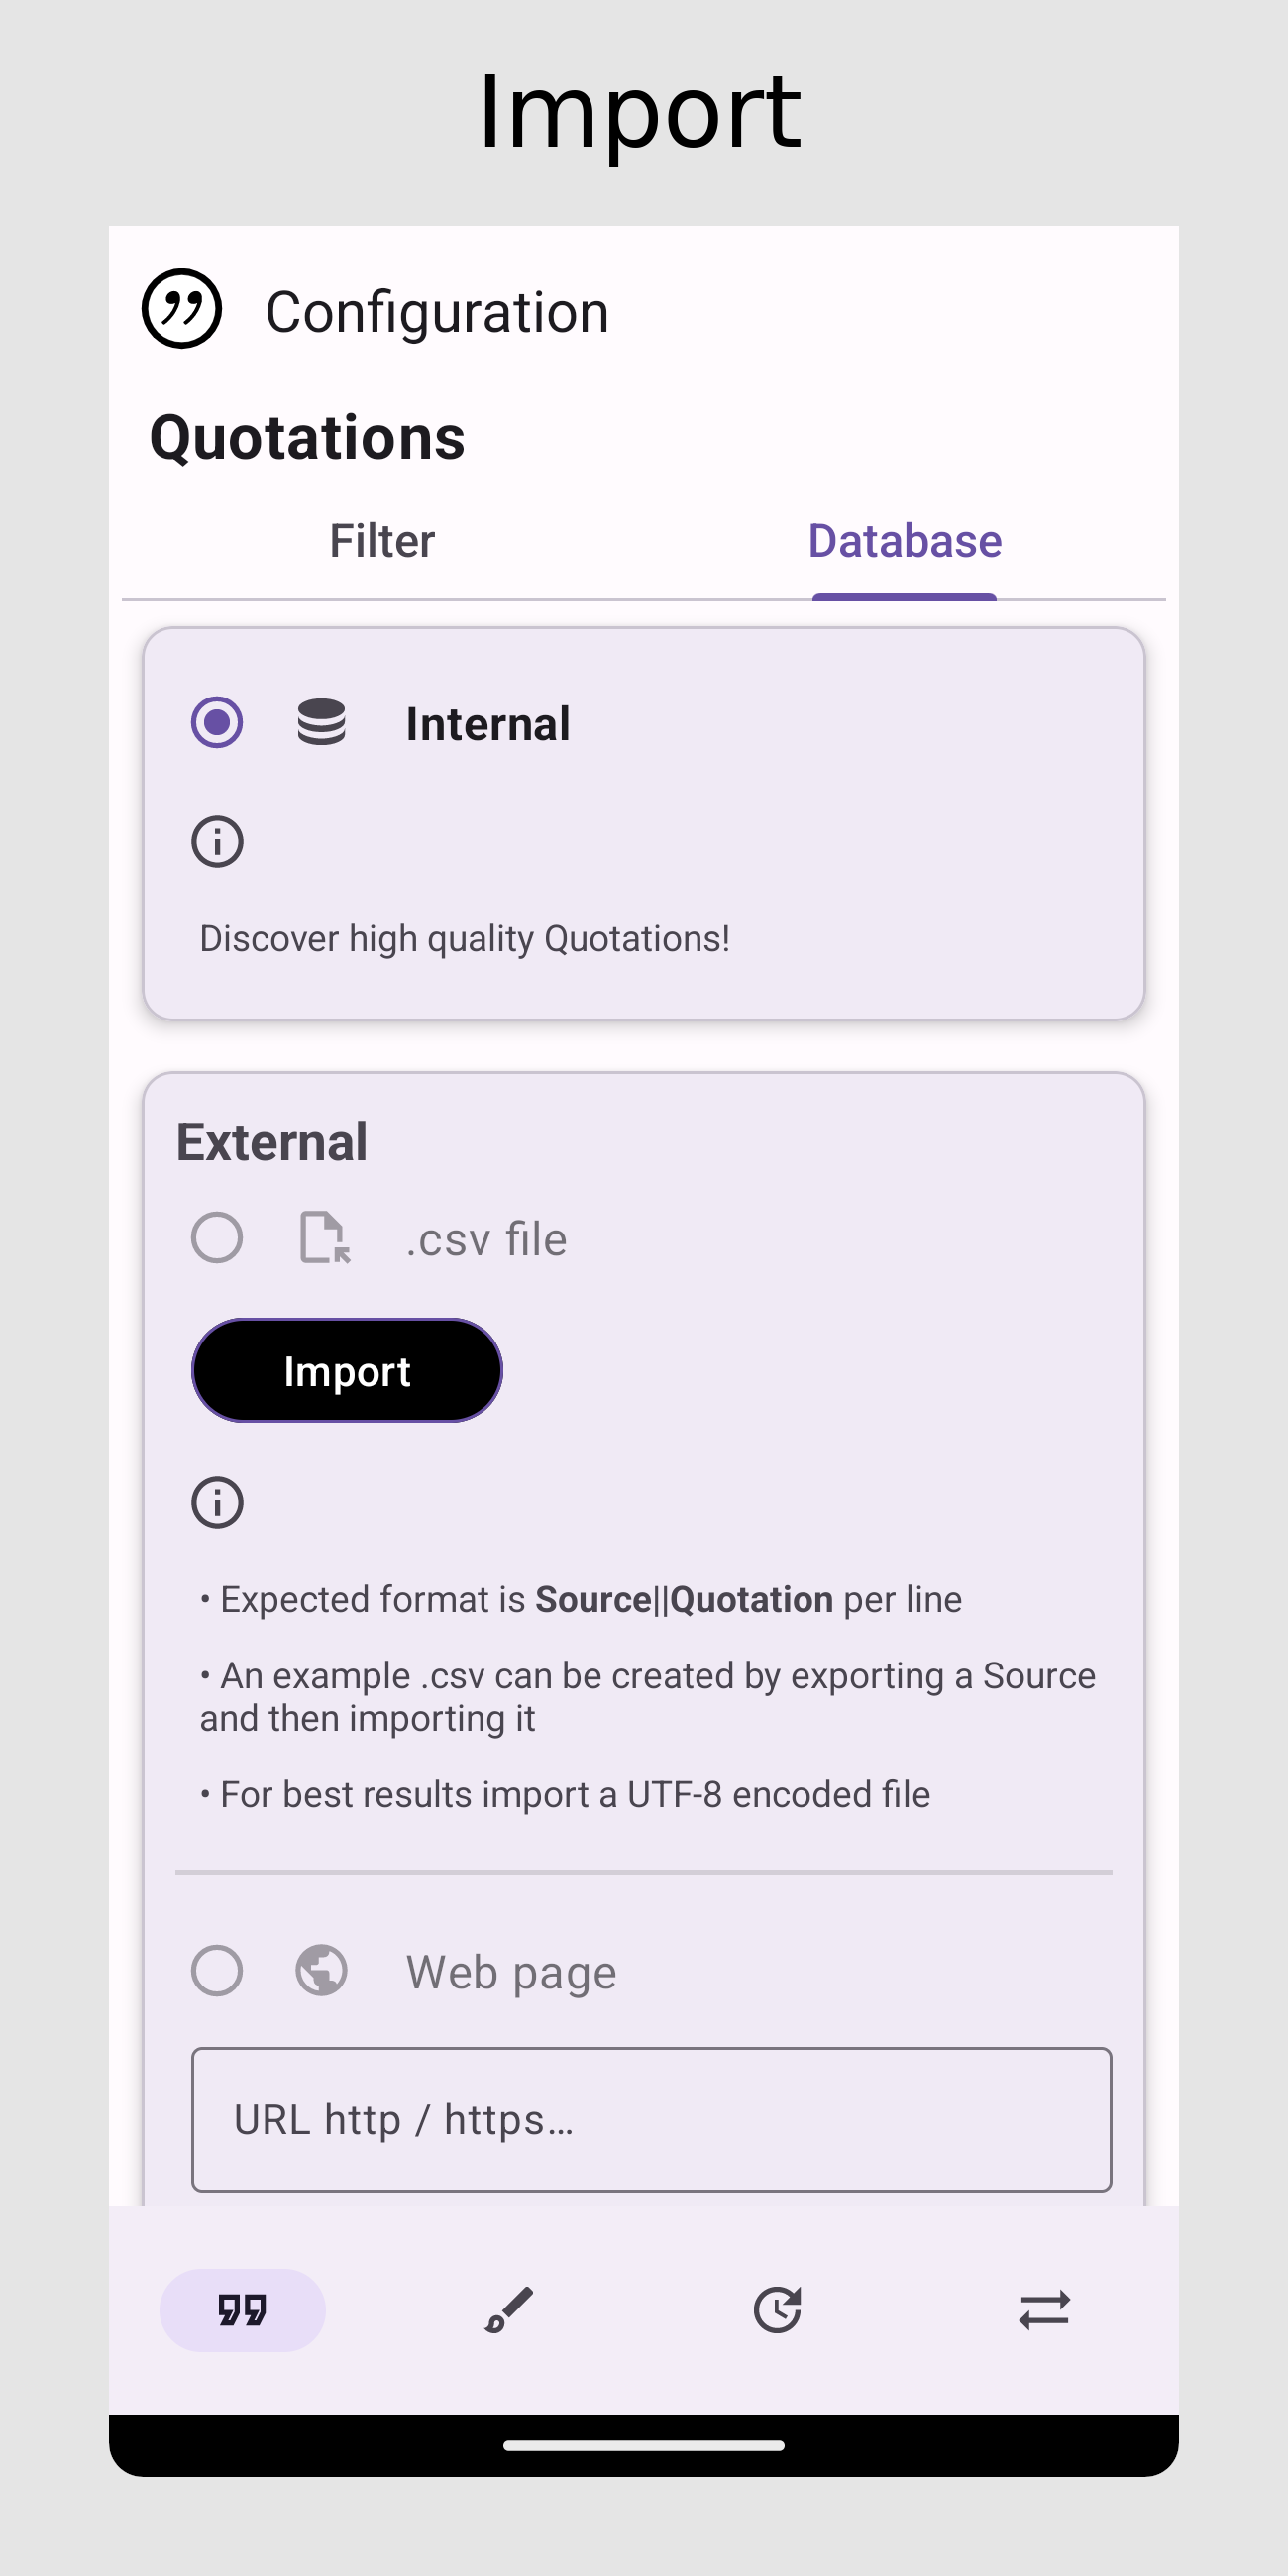 Import
Configuration
Quotations
Filter
Database
Internal
Discover high quality Quotations!
External
.csv file
Import
• Expected format is Source||Quotation per line
• An example .csv can be created by exporting a Source
and then importing it
• For best results import a UTF-8 encoded file
Web page
URL http / https…